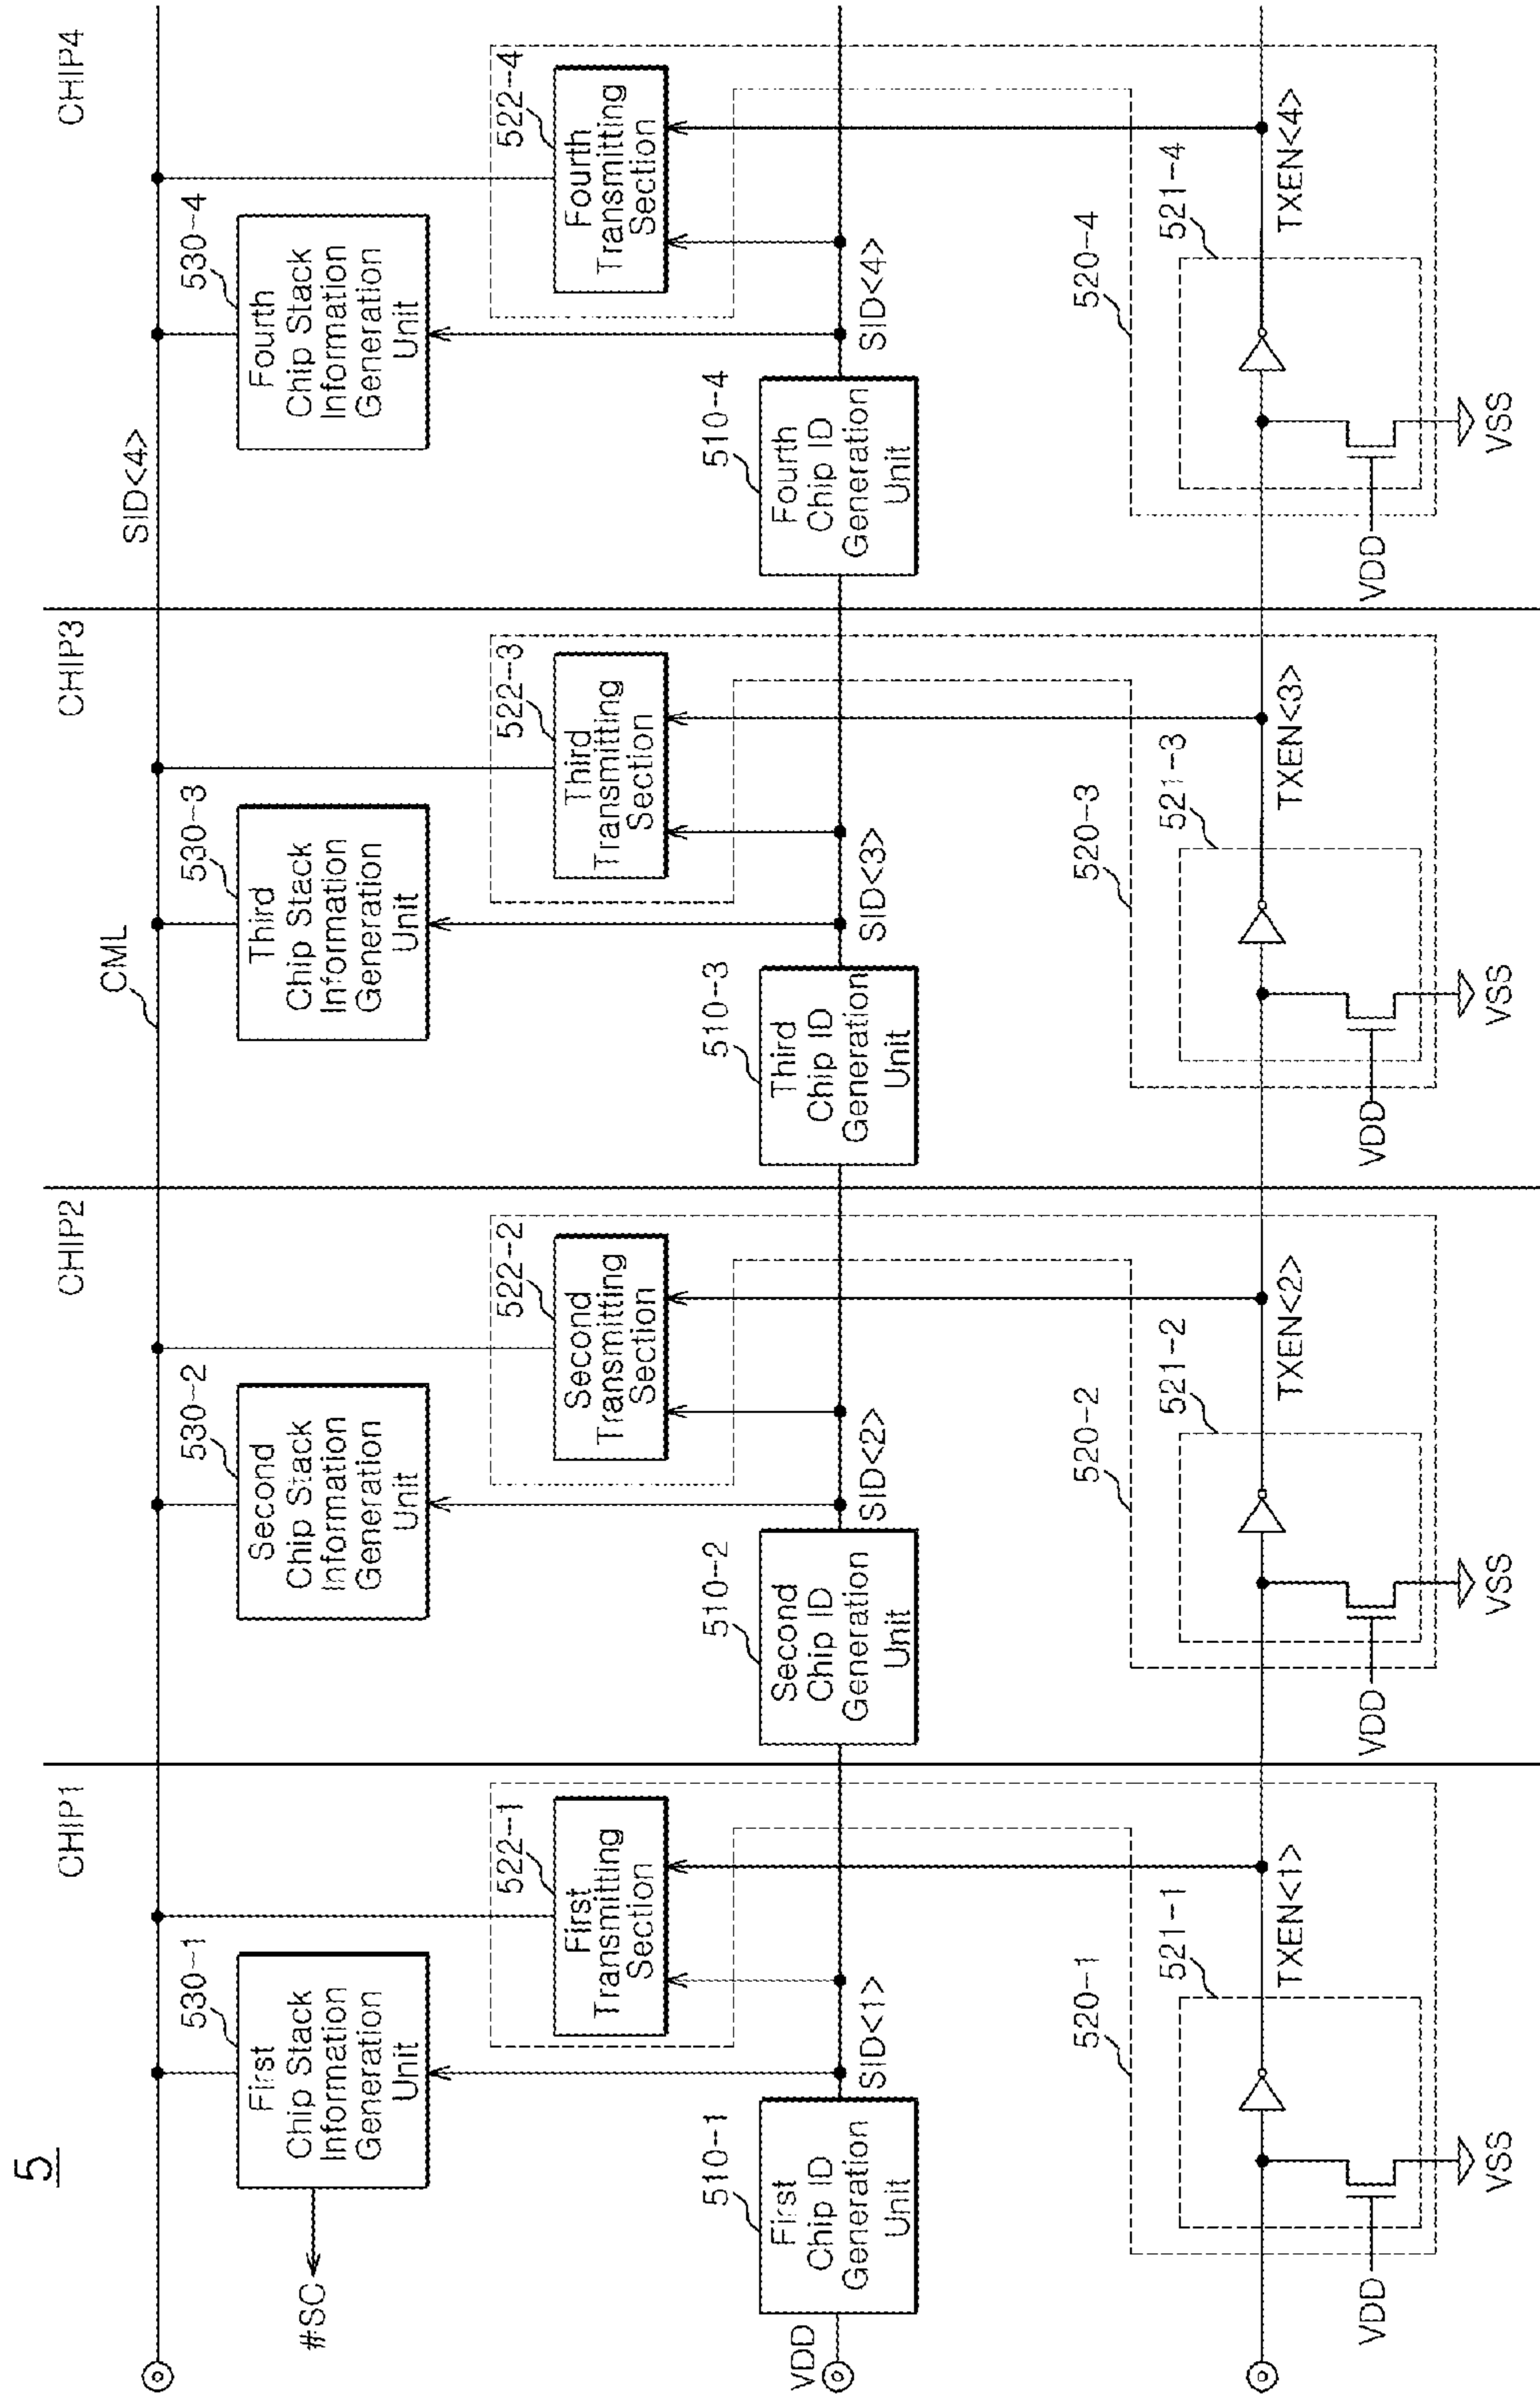 5
CHIP1
CHIP2
CHIP3
CHIP4
CML
SID<4>
530-1
First
Chip Stack
Information
Generation
Unit
#SC
530-2
Second
Chip Stack
Information
Generation
Unit
530-3
Third
Chip Stack
Information
Generation
Unit
530-4
Fourth
Chip Stack
Information
Generation
Unit
522-1
First
Transmitting
Section
522-2
Second
Transmitting
Section
522-3
Third
Transmitting
Section
522-4
Fourth
Transmitting
Section
VDD
510-1
First
Chip ID
Generation
Unit
SID<1>
510-2
Second
Chip ID
Generation
Unit
SID<2>
510-3
Third
Chip ID
Generation
Unit
SID<3>
510-4
Fourth
Chip ID
Generation
Unit
SID<4>
520-1
521-1
TXEN<1>
VDD
VSS
520-2
521-2
TXEN<2>
VDD
VSS
520-3
521-3
TXEN<3>
VDD
VSS
520-4
521-4
TXEN<4>
VDD
VSS